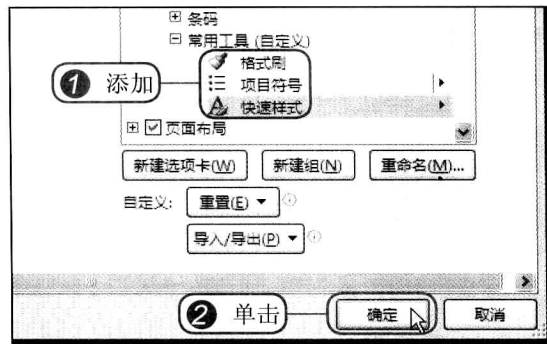 条码
常用工具 (自定义)
格式刷
1 添加
项目符号
快速样式
页面布局
新建选项卡(W) 新建组(N) 重命名(M)...
自定义: 重置(E)
导入/导出(P)
2 单击 确定 取消